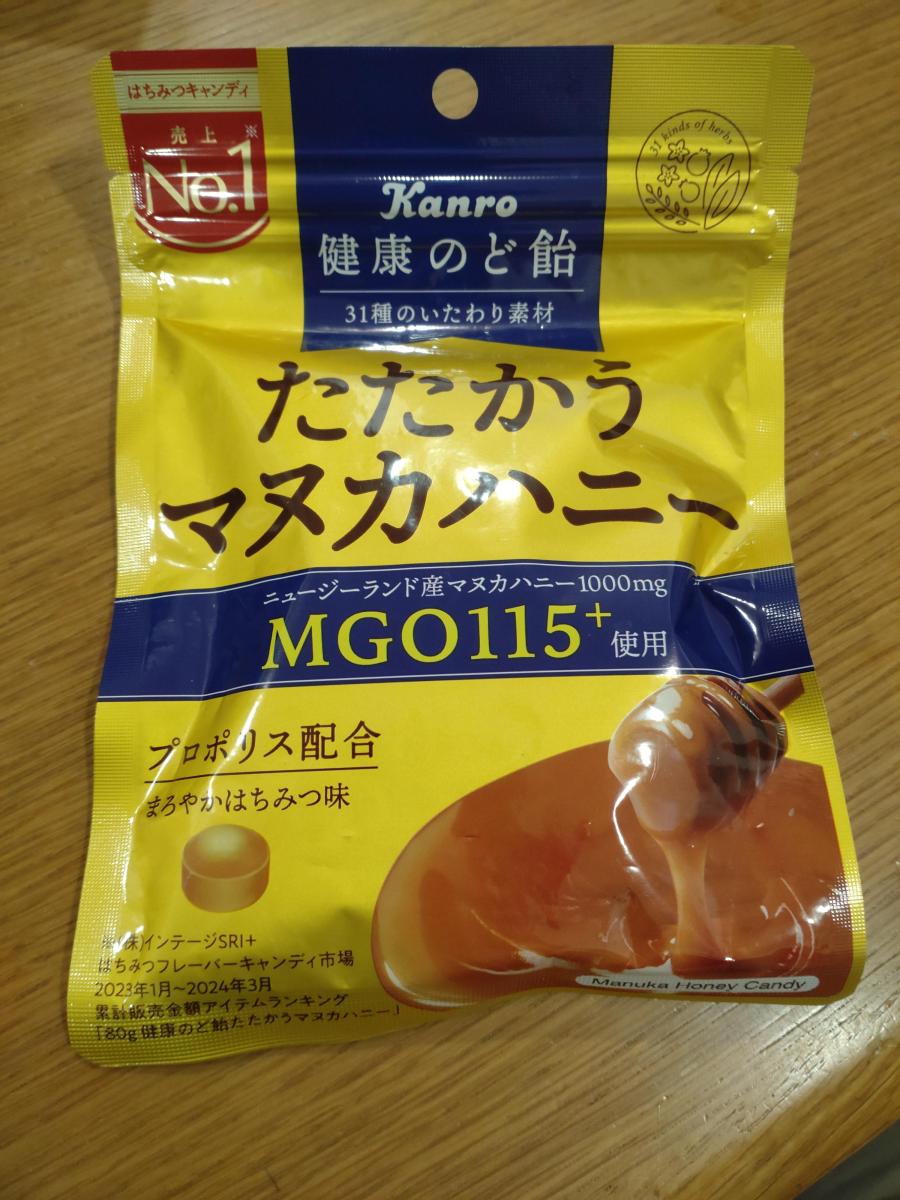 はちみつキャンディ
売上※
No.1
31 kinds of herbs
Kanro
健康のど飴
31種のいたわり素材
たたかう
マヌカハニー
ニュージーランド産マヌカハニー1000mg
MGO115+使用
プロポリス配合
まろやかはちみつ味
※(株)インテージSRI+
はちみつフレーバーキャンディ市場
2023年1月~2024年3月
累計販売金額アイテムランキング
「80g 健康のど飴たたかうマヌカハニー」
Manuka Honey Candy